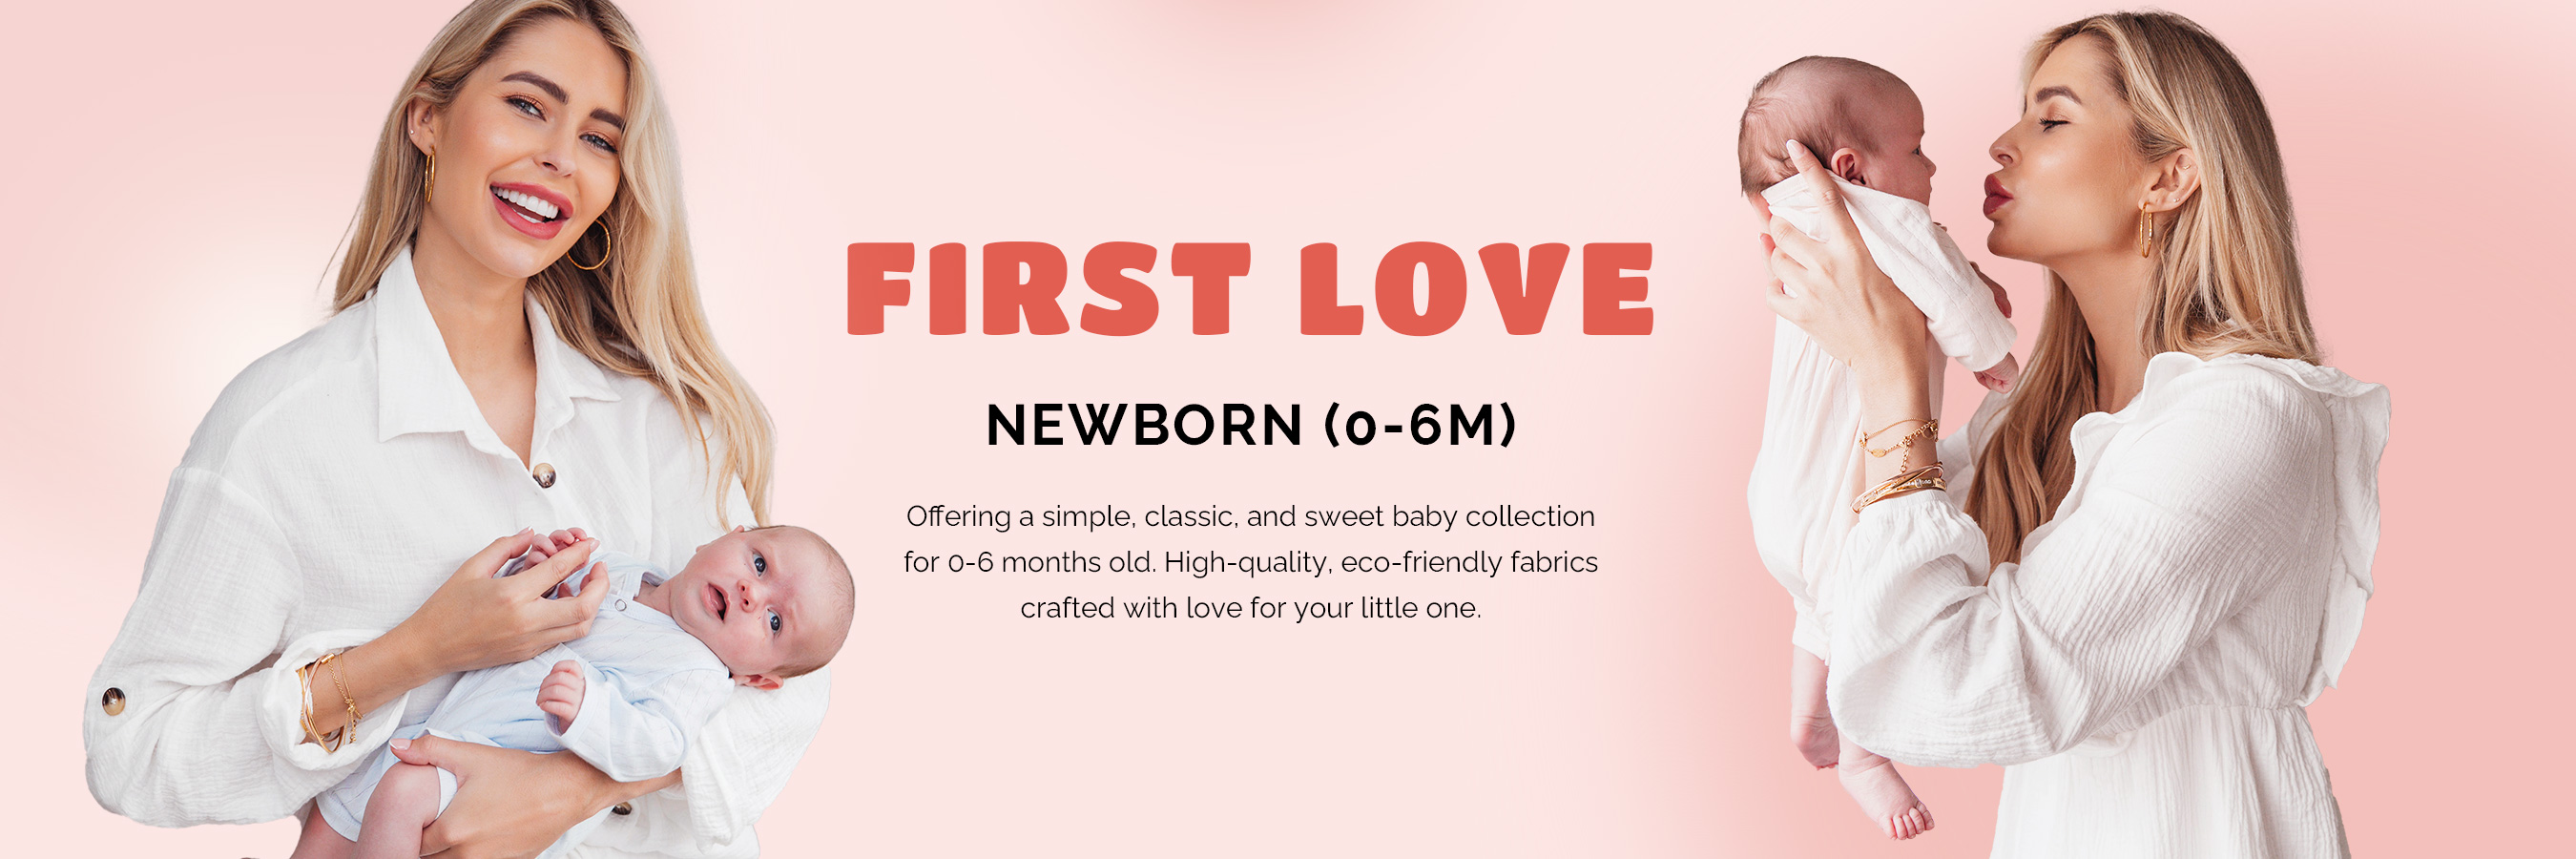 FIRST LOVE
NEWBORN (0-6M)
Offering a simple, classic, and sweet baby collection
for 0-6 months old. High-quality, eco-friendly fabrics
crafted with love for your little one.